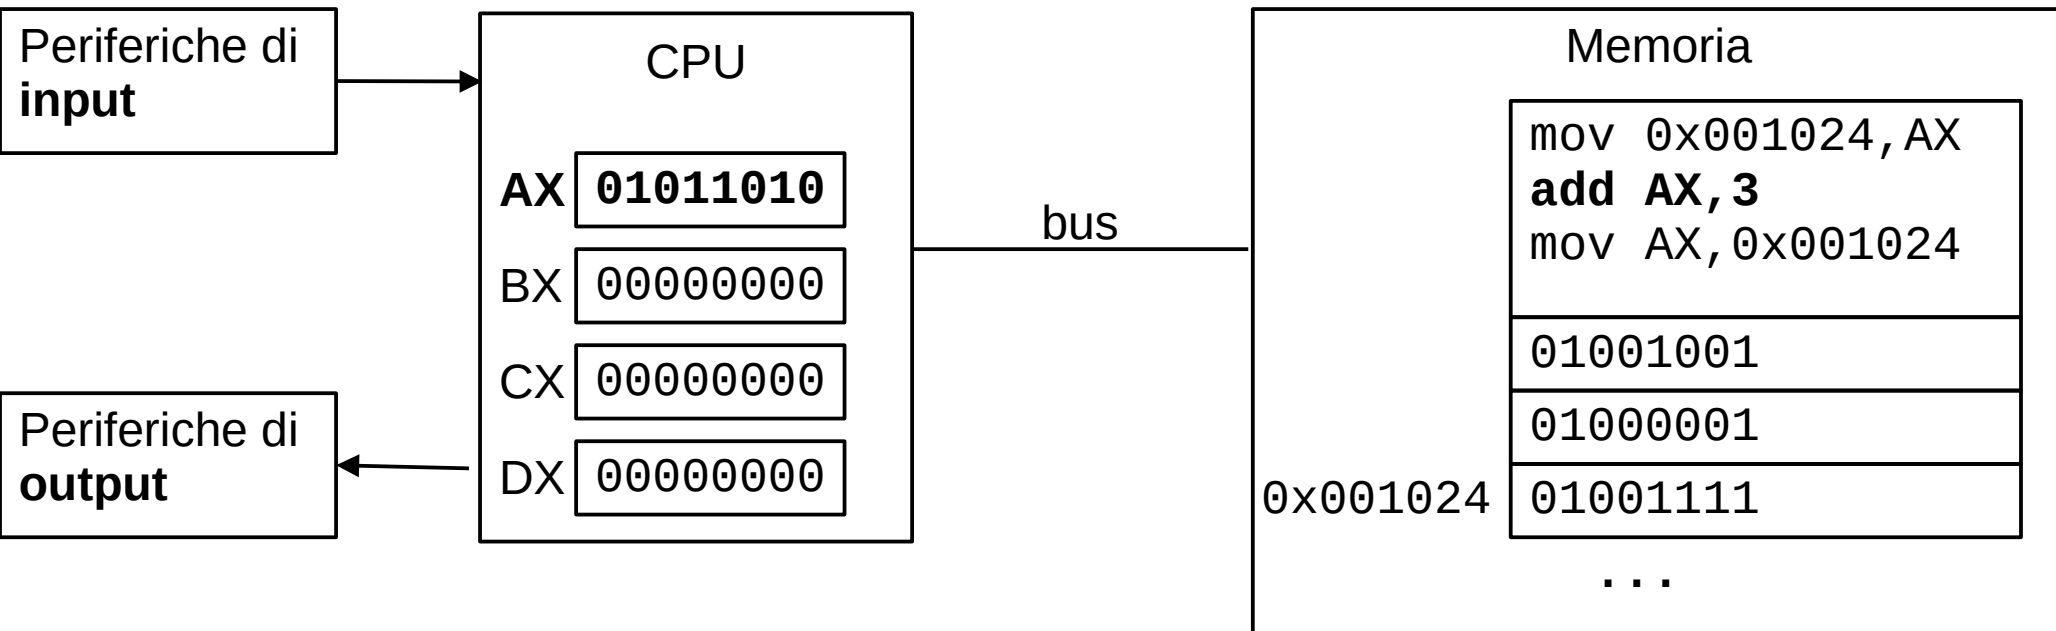 Periferiche di
input
CPU
AX 01011010
BX 00000000
CX 00000000
DX 00000000
Periferiche di
output
bus
Memoria
mov 0x001024,AX
add AX,3
mov AX,0x001024
01001001
01000001
0x001024 01001111
...